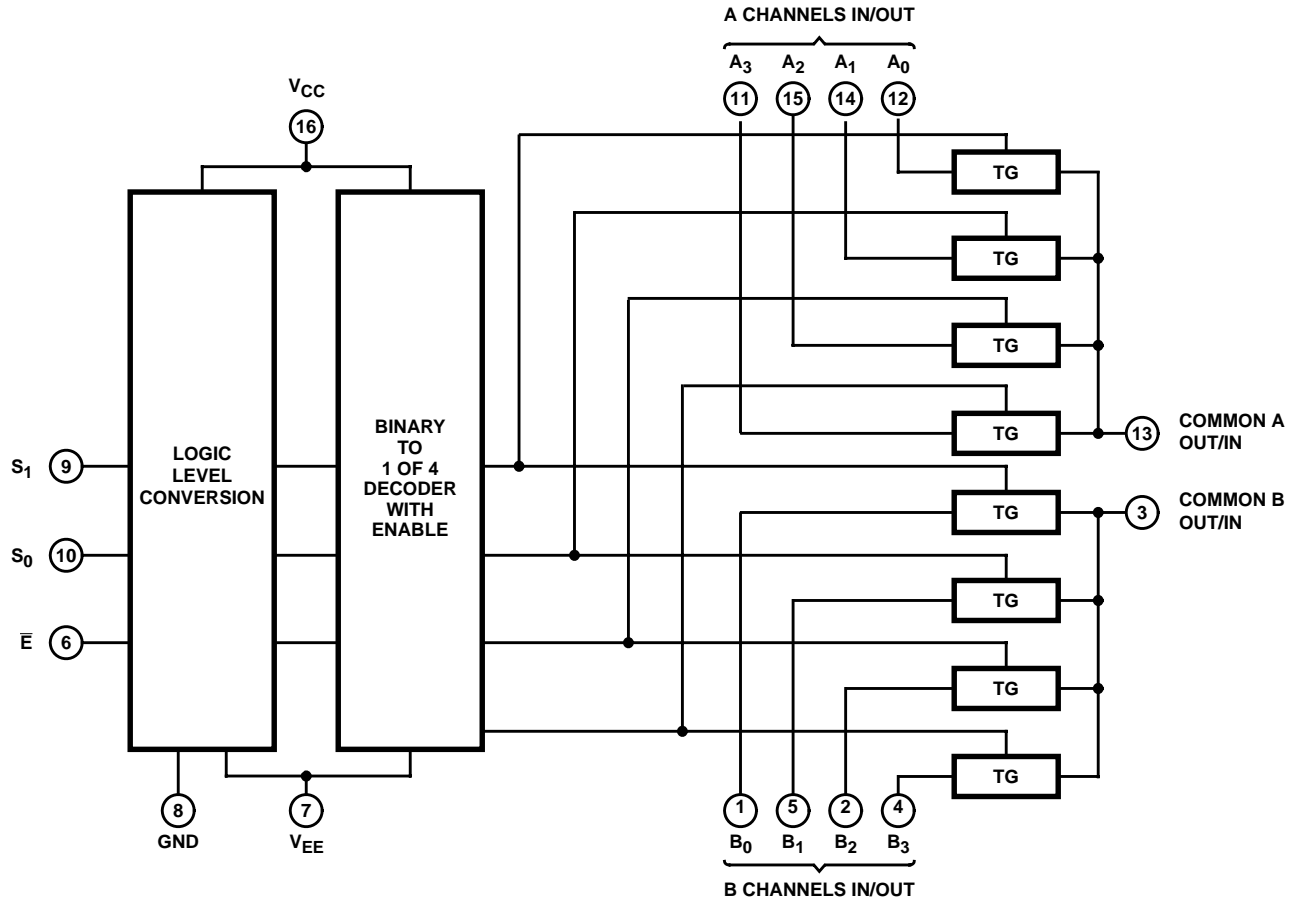 A CHANNELS IN/OUT
A3 A2 A1 A0
11 15 14 12
VCC
16
TG
TG
TG
TG
13 COMMON A
OUT/IN
S1 9
LOGIC
LEVEL
CONVERSION
BINARY
TO
1 OF 4
DECODER
WITH
ENABLE
TG
3 COMMON B
OUT/IN
S0 10
TG
E̅ 6
TG
TG
8
GND
7
VEE
1 5 2 4
B0 B1 B2 B3
B CHANNELS IN/OUT